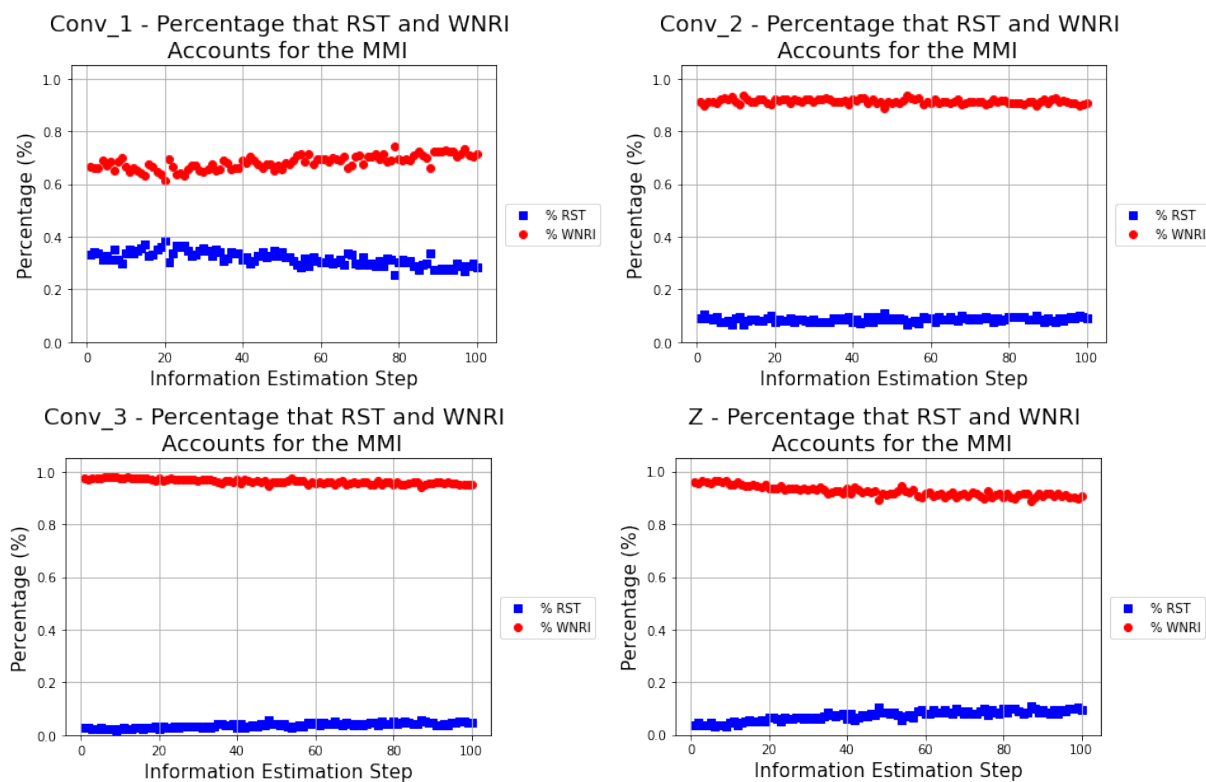 Conv_1 - Percentage that RST and WNRI
Accounts for the MMI
1.0
0.8
0.6
0.4
0.2
0.0
Percentage (%)
0 20 40 60 80 100
Information Estimation Step
% RST
% WNRI
Conv_2 - Percentage that RST and WNRI
Accounts for the MMI
1.0
0.8
0.6
0.4
0.2
0.0
Percentage (%)
0 20 40 60 80 100
Information Estimation Step
% RST
% WNRI
Conv_3 - Percentage that RST and WNRI
Accounts for the MMI
1.0
0.8
0.6
0.4
0.2
0.0
Percentage (%)
0 20 40 60 80 100
Information Estimation Step
% RST
% WNRI
Z - Percentage that RST and WNRI
Accounts for the MMI
1.0
0.8
0.6
0.4
0.2
0.0
Percentage (%)
0 20 40 60 80 100
Information Estimation Step
% RST
% WNRI